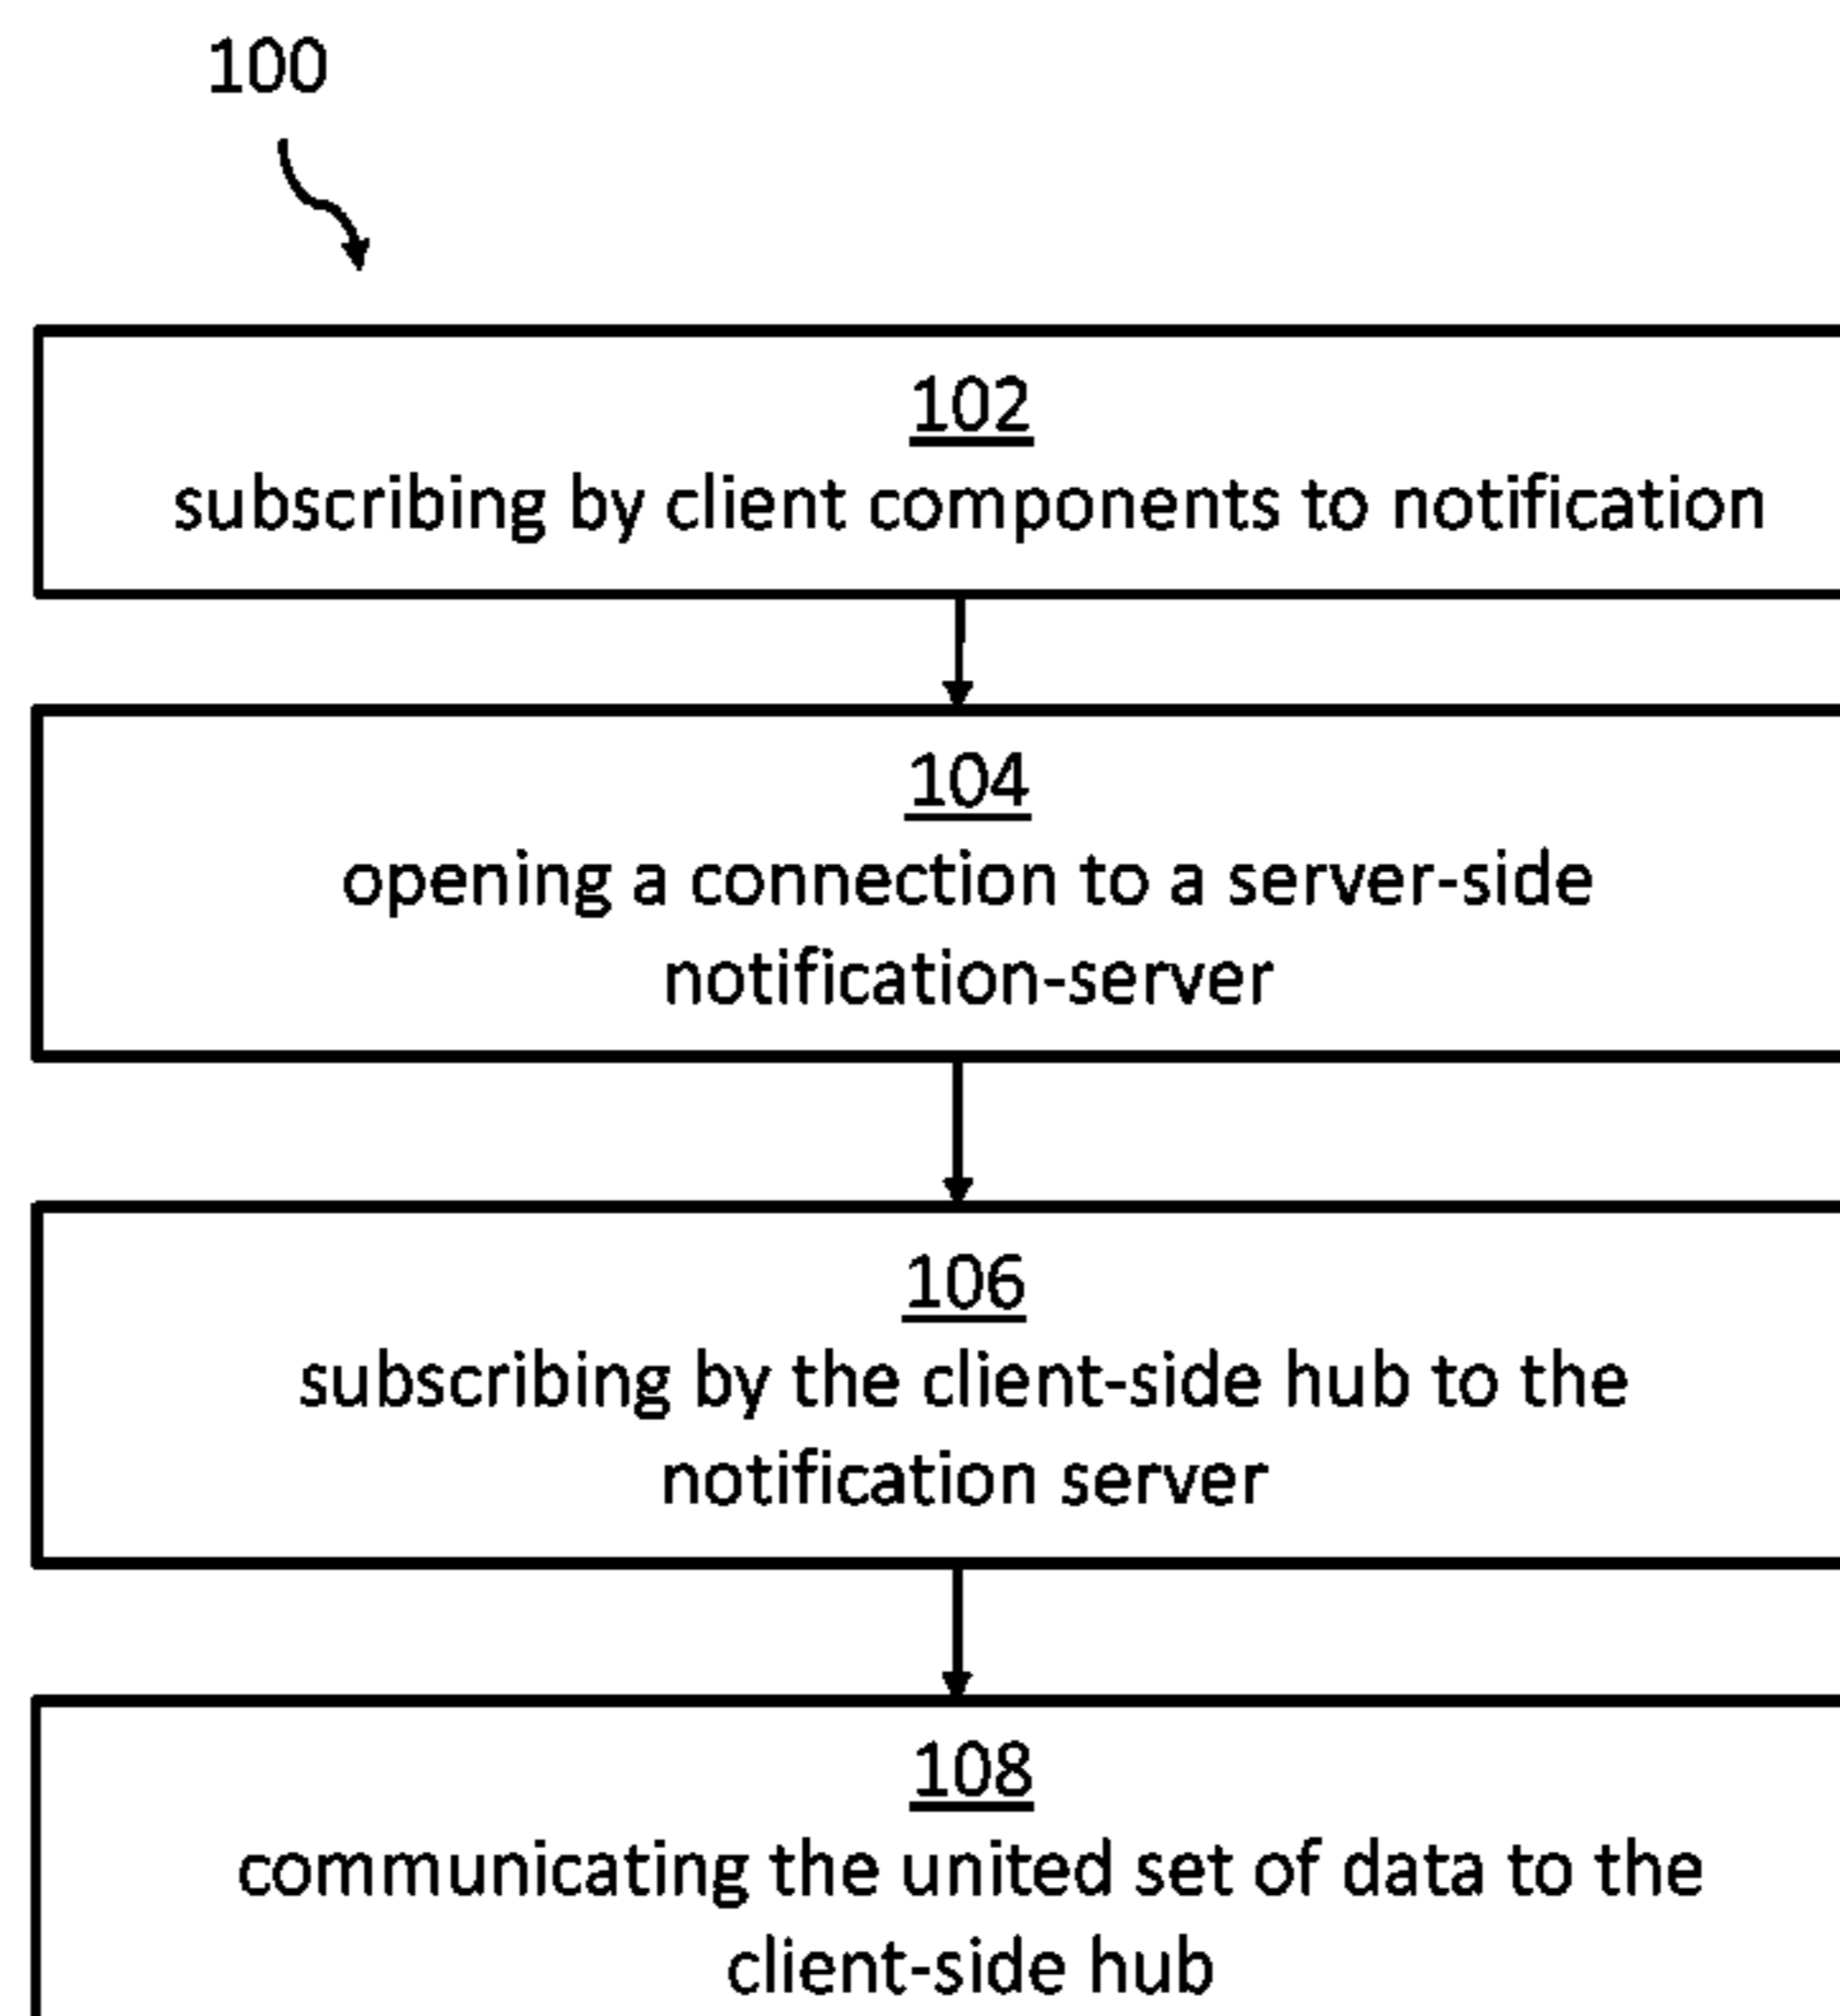 100
102
subscribing by client components to notification
104
opening a connection to a server-side
notification-server
106
subscribing by the client-side hub to the
notification server
108
communicating the united set of data to the
client-side hub